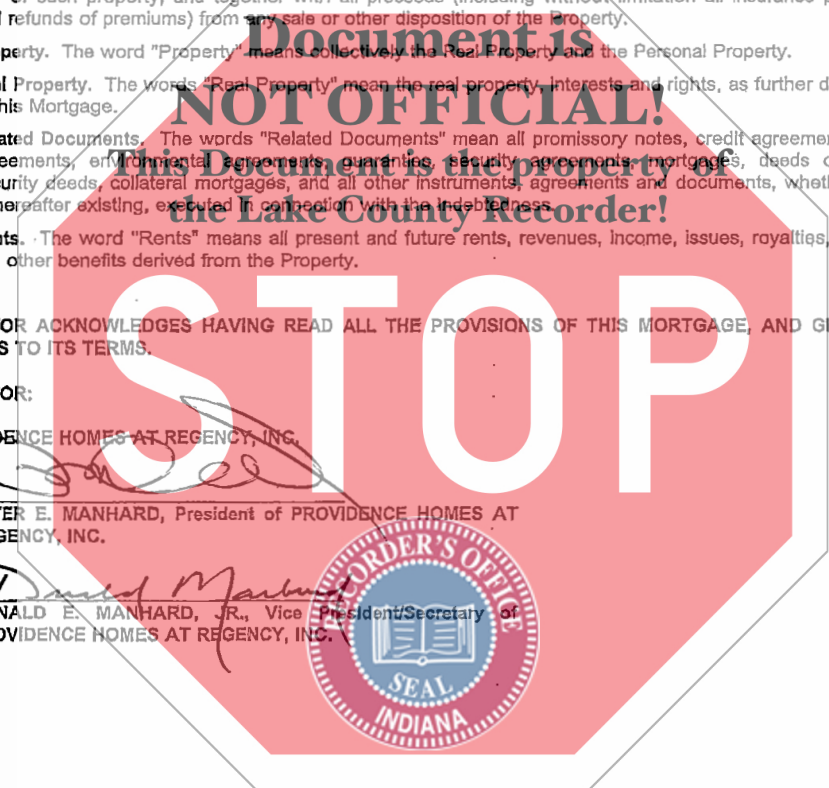 refunds of premiums) from any sale or other disposition of the Property.
Document is
perty. The word "Property" means collectively the Real Property and the Personal Property.
l Property. The words "Real Property" mean the real property, interests and rights, as further d
his Mortgage.
NOT OFFICIAL!
ated Documents. The words "Related Documents" mean all promissory notes, credit agreemen
eements, environmental agreements, guaranties, security agreements, mortgages, deeds o
This Document is the property of
urity deeds, collateral mortgages, and all other instruments, agreements and documents, wheth
ereafter existing, executed in connection with the Indebtedness.
the Lake County Recorder!
ts. The word "Rents" means all present and future rents, revenues, income, issues, royalties,
other benefits derived from the Property.
STOP
OR ACKNOWLEDGES HAVING READ ALL THE PROVISIONS OF THIS MORTGAGE, AND G
S TO ITS TERMS.
OR:
DENCE HOMES AT REGENCY, INC.
TER E. MANHARD, President of PROVIDENCE HOMES AT
GENCY, INC.
NALD E. MANHARD, JR., Vice President/Secretary of
OVIDENCE HOMES AT REGENCY, INC.
RECORDER'S OFFICE
SEAL
INDIANA